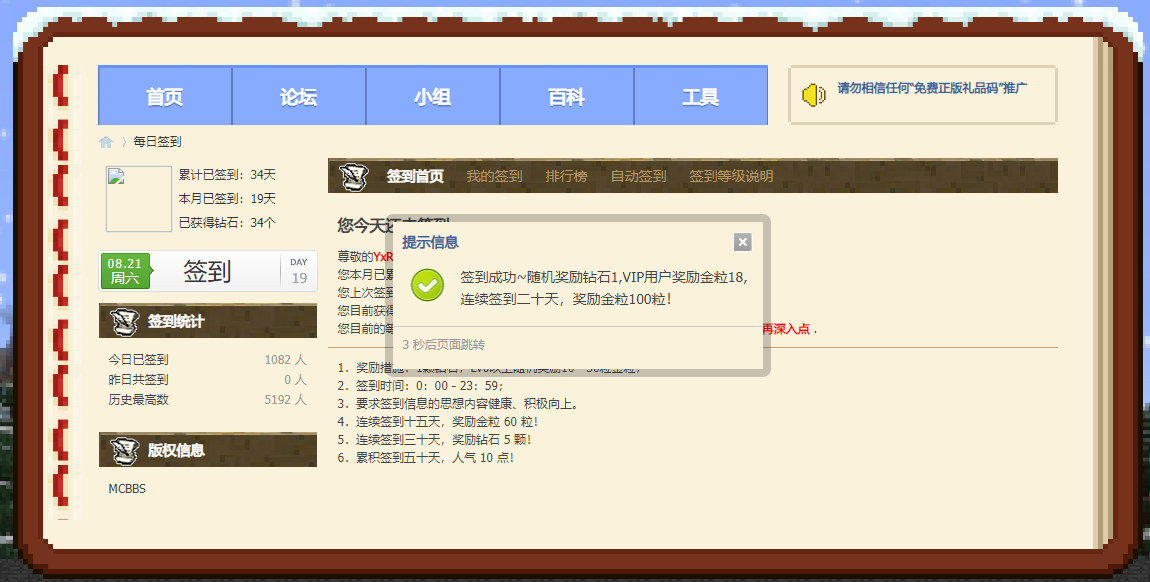 首页 论坛 小组 百科 工具
请勿相信任何“免费正版礼品码”推广
每日签到
累计已签到：34天
本月已签到：19天
已获得钻石：34个
08.21
周六
签到
DAY
19
签到统计
今日已签到 1082 人
昨日共签到 0 人
历史最高数 5192 人
版权信息
MCBBS
签到首页 我的签到 排行榜 自动签到 签到等级说明
您今天还未签到
尊敬的YxR
您本月已累
您上次签到
您目前获得
您目前的等
再深入点 .
提示信息
签到成功~随机奖励钻石1,VIP用户奖励金粒18,
连续签到二十天，奖励金粒100粒！
3 秒后页面跳转
1．奖励措施：1颗钻石，
2．签到时间：0：00 - 23：59；
3．要求签到信息的思想内容健康、积极向上。
4．连续签到十五天，奖励金粒 60 粒！
5．连续签到三十天，奖励钻石 5 颗！
6．累积签到五十天，人气 10 点！